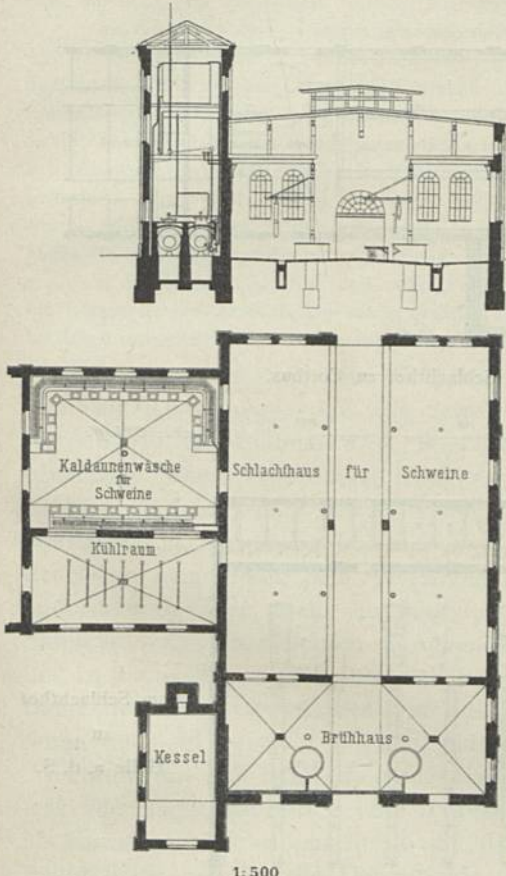 Kaldaunenwäsche
für
Schweine
Schlachthaus für Schweine
Kühlraum
Kessel
Brühhaus
1:500